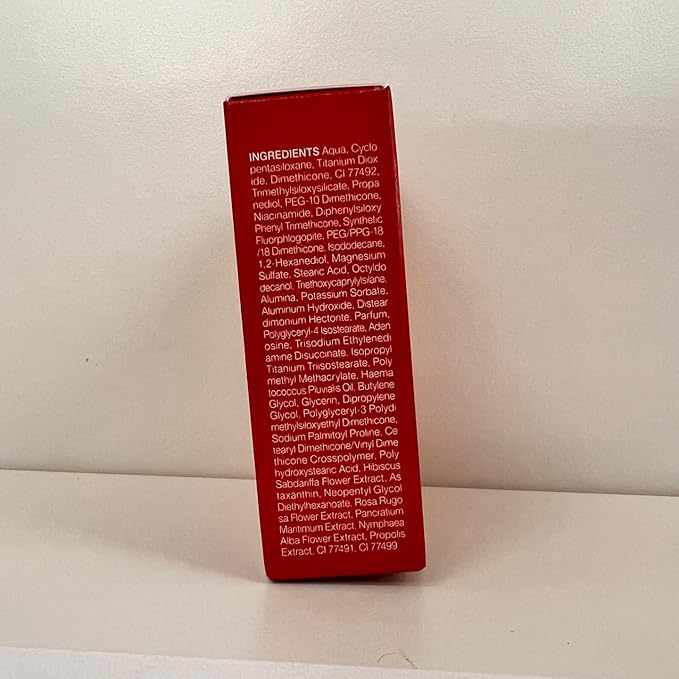 INGREDIENTS Aqua, Cyclo
pentasiloxane, Titanium Diox
ide, Dimethicone, CI 77492,
Trimethylsiloxysilicate, Propa
nediol, PEG-10 Dimethicone,
Niacinamide, Diphenylsiloxy
Phenyl Trimethicone, Synthetic
Fluorphlogopite, PEG/PPG-18
/18 Dimethicone, Isododecane,
1,2-Hexanediol, Magnesium
Sulfate, Stearic Acid, Octyldo
decanol, Triethoxycaprylylsilane,
Alumina, Potassium Sorbate,
Aluminum Hydroxide, Distear
dimonium Hectorite, Parfum,
Polyglyceryl-4 Isostearate, Aden
osine, Trisodium Ethylenedi
amine Disuccinate, Isopropyl
Titanium Triisostearate, Poly
methyl Methacrylate, Haema
tococcus Pluvialis Oil, Butylene
Glycol, Glycerin, Dipropylene
Glycol, Polyglyceryl-3 Polydi
methylsiloxyethyl Dimethicone,
Sodium Palmitoyl Proline, Ce
tearyl Dimethicone/Vinyl Dime
thicone Crosspolymer, Poly
hydroxystearic Acid, Hibiscus
Sabdariffa Flower Extract, As
taxanthin, Neopentyl Glycol
Diethylhexanoate, Rosa Rugo
sa Flower Extract, Pancratium
Maritimum Extract, Nymphaea
Alba Flower Extract, Propolis
Extract, CI 77491, CI 77499